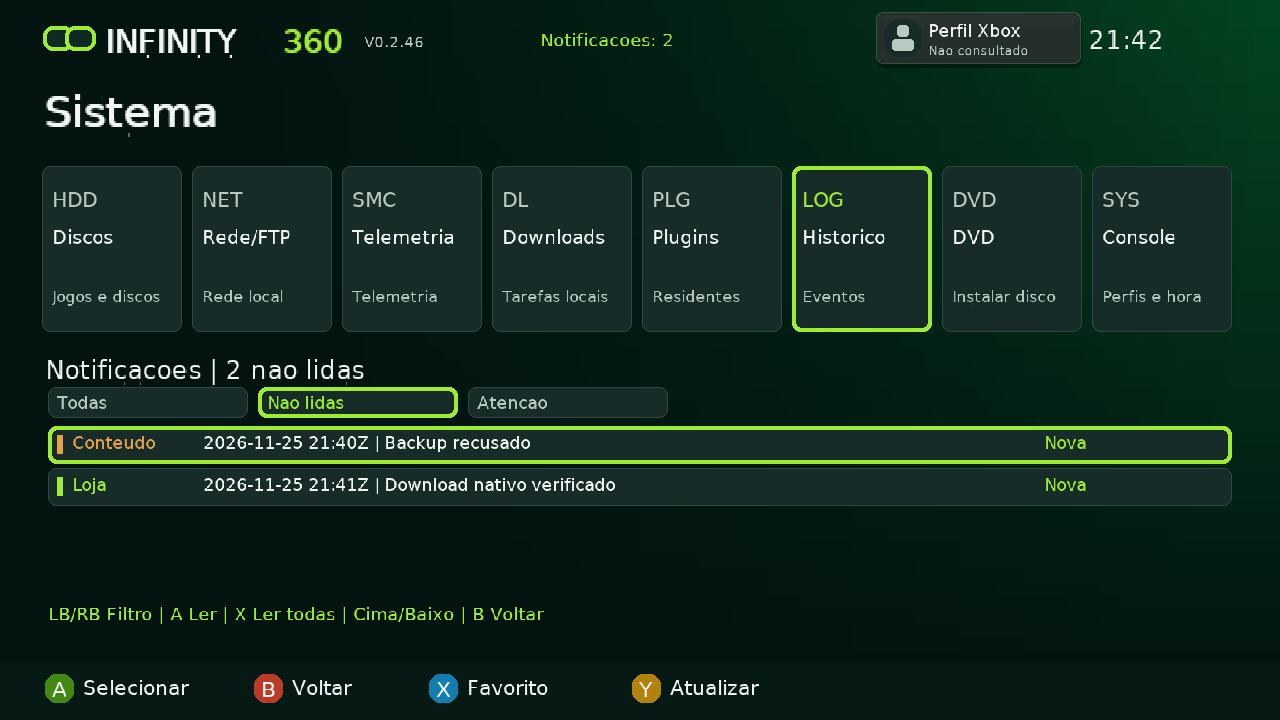 INFINITY 360 V0.2.46 Notificacoes: 2 Perfil Xbox 21:42
Nao consultado
Sistema
HDD NET SMC DL PLG LOG DVD SYS
Discos Rede/FTP Telemetria Downloads Plugins Historico DVD Console
Jogos e discos Rede local Telemetria Tarefas locais Residentes Eventos Instalar disco Perfis e hora
Notificacoes | 2 nao lidas
Todas Nao lidas Atencao
Conteudo 2026-11-25 21:40Z | Backup recusado Nova
Loja 2026-11-25 21:41Z | Download nativo verificado Nova
LB/RB Filtro | A Ler | X Ler todas | Cima/Baixo | B Voltar
A Selecionar B Voltar X Favorito Y Atualizar